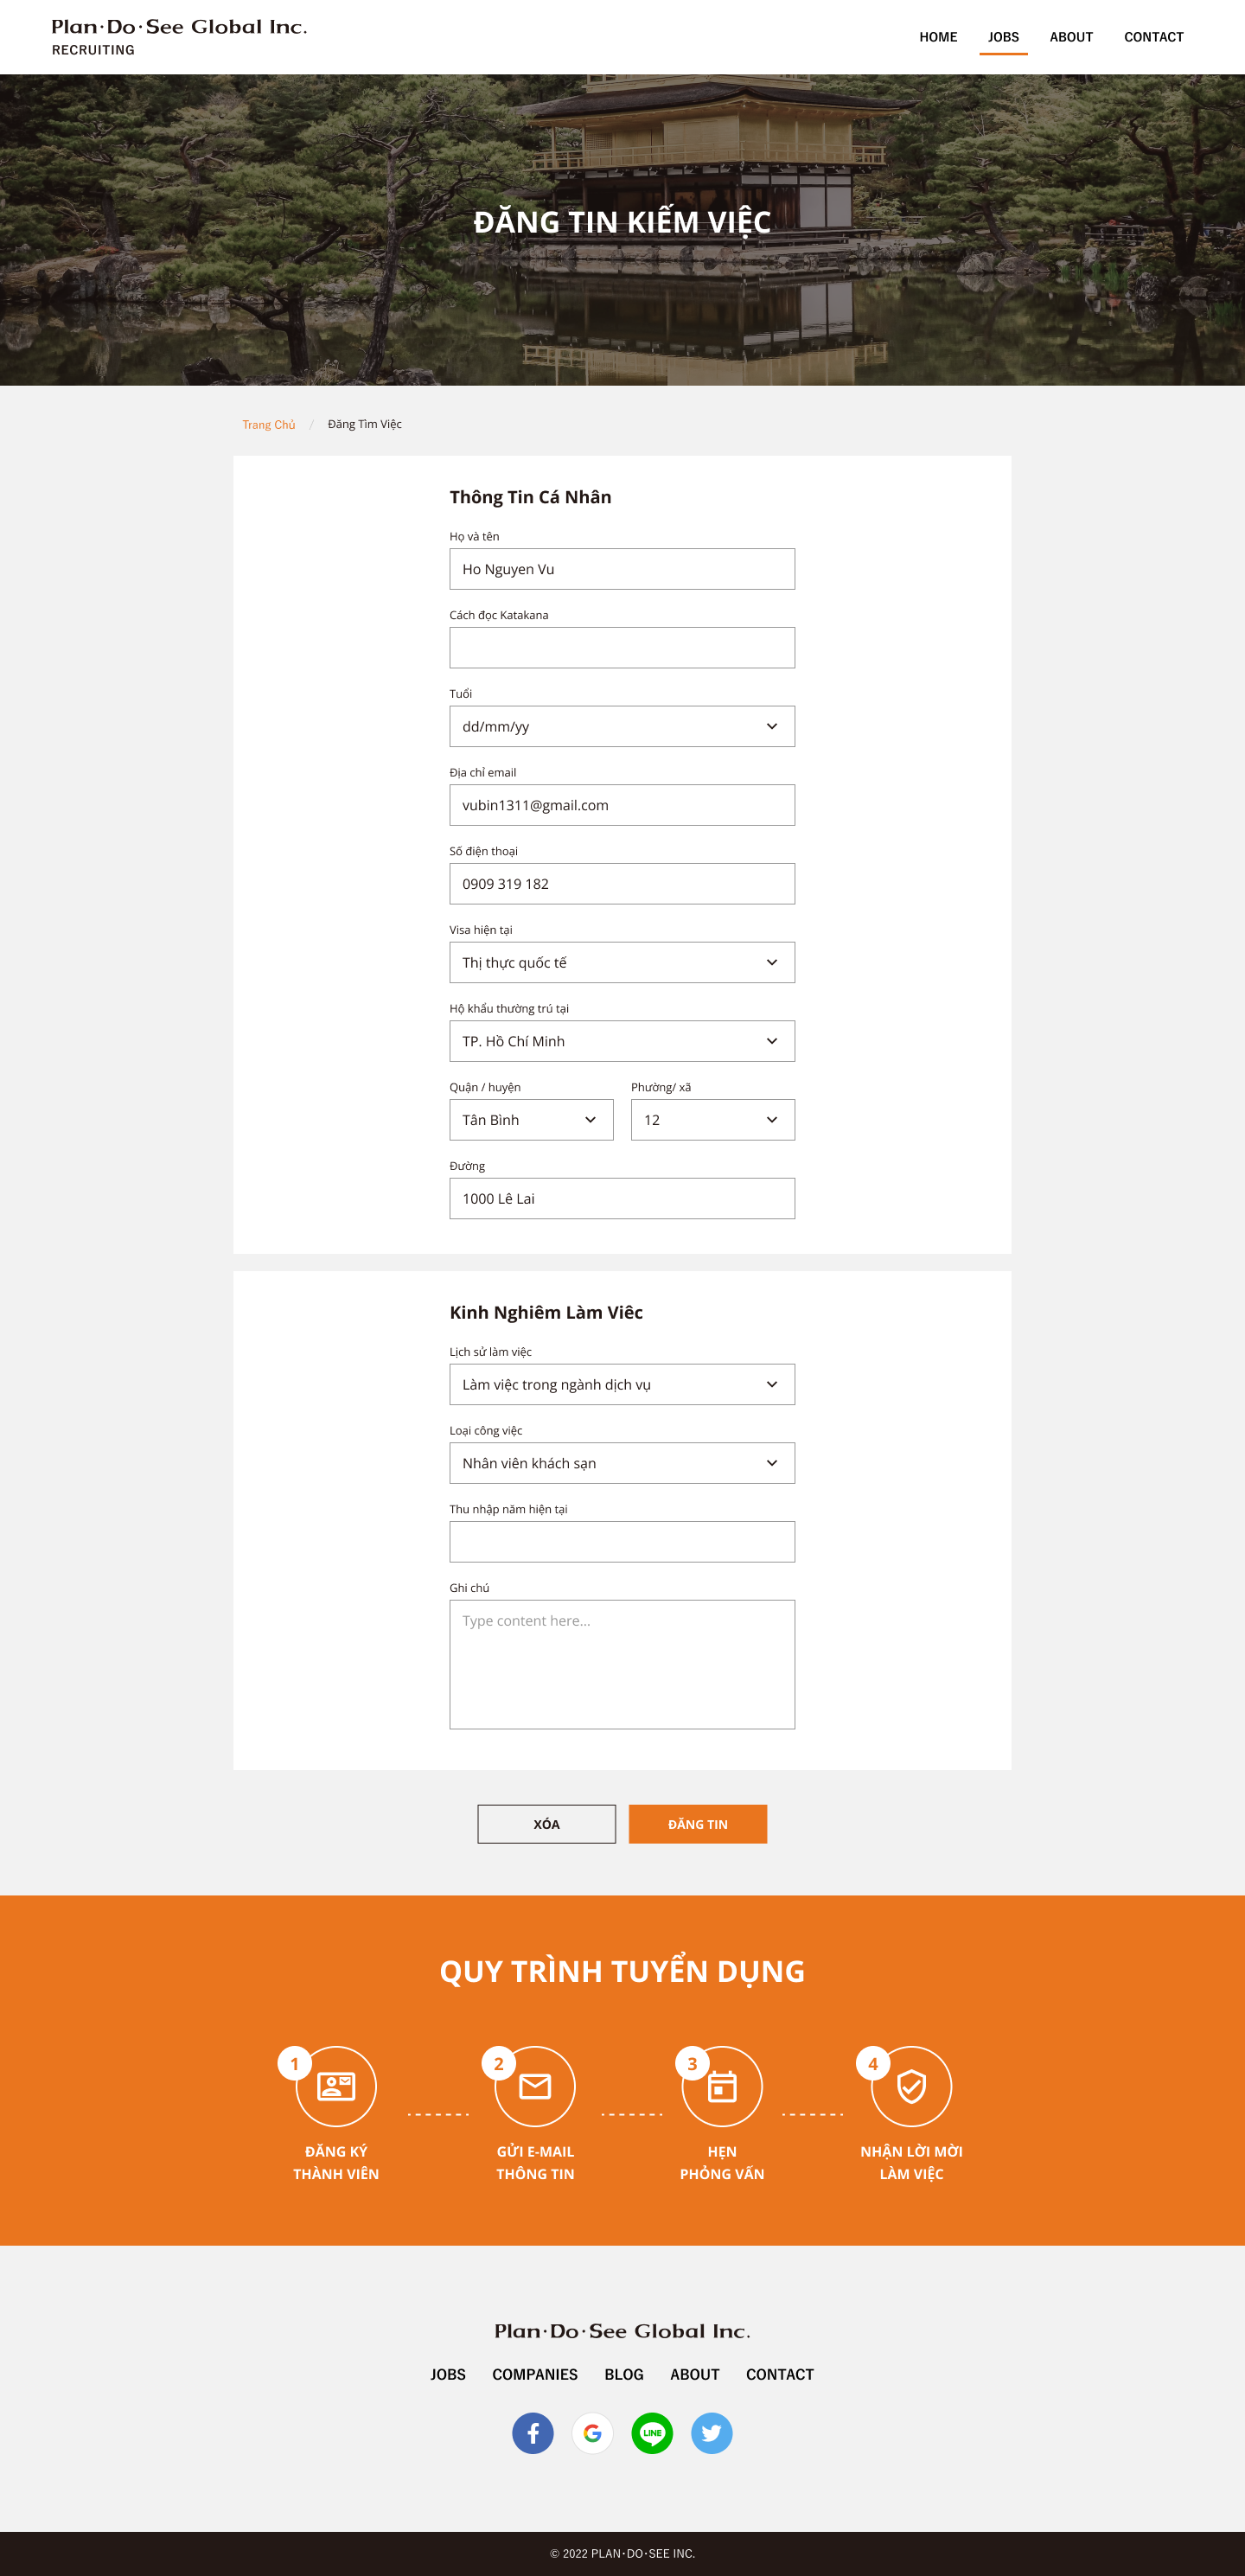 Plan·Do·See Global Inc.
RECRUITING
HOME JOBS ABOUT CONTACT
ĐĂNG TIN KIẾM VIỆC
Trang Chủ / Đăng Tìm Việc
Thông Tin Cá Nhân
Họ và tên
Ho Nguyen Vu
Cách đọc Katakana
Tuổi
dd/mm/yy
Địa chỉ email
vubin1311@gmail.com
Số điện thoại
0909 319 182
Visa hiện tại
Thị thực quốc tế
Hộ khẩu thường trú tại
TP. Hồ Chí Minh
Quận / huyện Phường/ xã
Tân Bình 12
Đường
1000 Lê Lai
Kinh Nghiêm Làm Viêc
Lịch sử làm việc
Làm việc trong ngành dịch vụ
Loại công việc
Nhân viên khách sạn
Thu nhập năm hiện tại
Ghi chú
Type content here...
XÓA ĐĂNG TIN
QUY TRÌNH TUYỂN DỤNG
1 2 3 4
ĐĂNG KÝ GỬI E-MAIL HẸN NHẬN LỜI MỜI
THÀNH VIÊN THÔNG TIN PHỎNG VẤN LÀM VIỆC
Plan·Do·See Global Inc.
JOBS COMPANIES BLOG ABOUT CONTACT
LINE
© 2022 PLAN·DO·SEE INC.